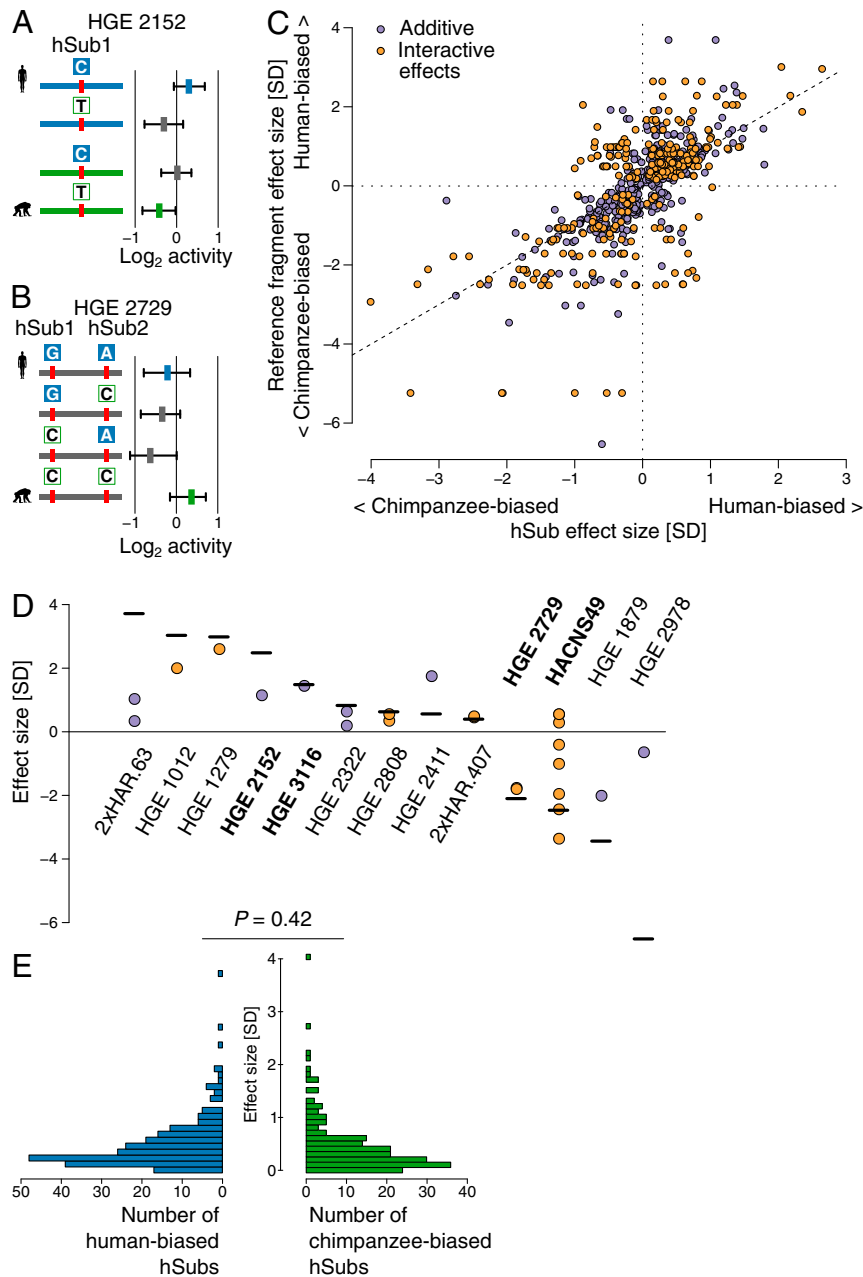 A
HGE 2152
hSub1
C
T
C
T
−1 0 1
Log2 activity
B
HGE 2729
hSub1 hSub2
G A
G C
C A
C C
−1 0 1
Log2 activity
C
Additive
Interactive
effects
Reference fragment effect size [SD]
< Chimpanzee-biased
Human-biased >
4
2
0
−2
−4
−6
−4 −3 −2 −1 0 1 2 3
< Chimpanzee-biased
Human-biased >
hSub effect size [SD]
D
Effect size [SD]
4
2
0
−2
−4
−6
2xHAR.63
HGE 1012
HGE 1279
HGE 2152
HGE 3116
HGE 2322
HGE 2808
HGE 2411
2xHAR.407
HGE 2729
HACNS49
HGE 1879
HGE 2978
P = 0.42
E
Effect size [SD]
4
3
2
1
0
50 40 30 20 10 0
Number of
human-biased
hSubs
0 10 20 30 40
Number of
chimpanzee-biased
hSubs